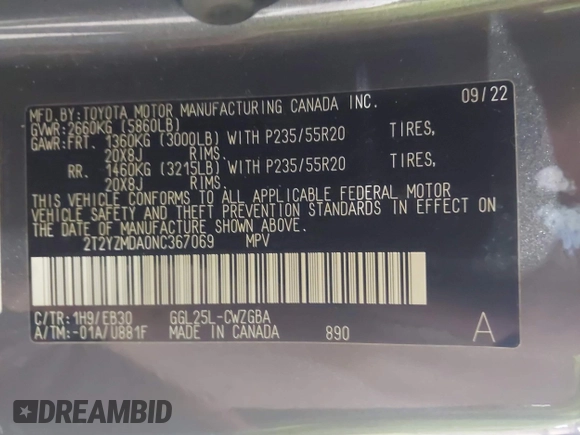 MFD.BY:TOYOTA MOTOR MANUFACTURING CANADA INC. 09/22
GVWR:2660KG (5860LB)
GAWR:FRT. 1360KG (3000LB) WITH P235/55R20 TIRES,
20X8J RIMS.
RR. 1460KG (3215LB) WITH P235/55R20 TIRES,
20X8J RIMS.
THIS VEHICLE CONFORMS TO ALL APPLICABLE FEDERAL MOTOR
VEHICLE SAFETY AND THEFT PREVENTION STANDARDS IN EFFECT ON
THE DATE OF MANUFACTURE SHOWN ABOVE.
2T2YZMDA0NC367069 MPV
C/TR:1H9/EB30 GGL25L-CWZGBA
A/TM:-01A/U881F MADE IN CANADA 890 A
DREAMBID